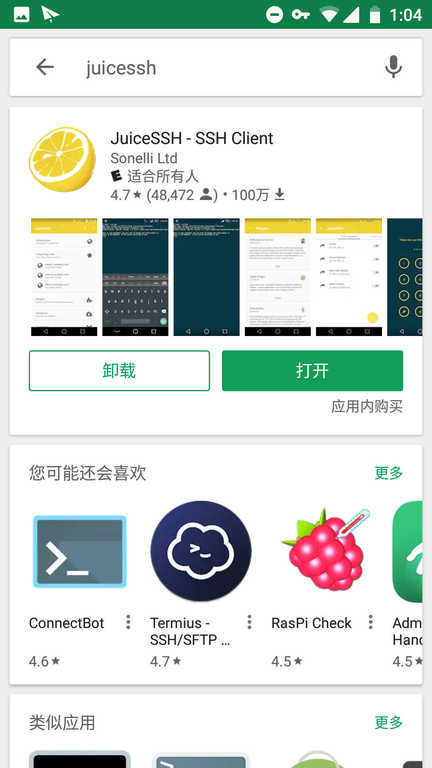 1:04
juicessh
JuiceSSH - SSH Client
Sonelli Ltd
E 适合所有人
4.7★ (48,472 ) • 100万
卸载
打开
应用内购买
您可能还会喜欢
更多
ConnectBot
4.6★
Termius -
SSH/SFTP ...
4.7★
RasPi Check
4.5★
Adm
Hand
4.5★
类似应用
更多